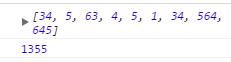 [34, 5, 63, 4, 5, 1, 34, 564,
645]
1355